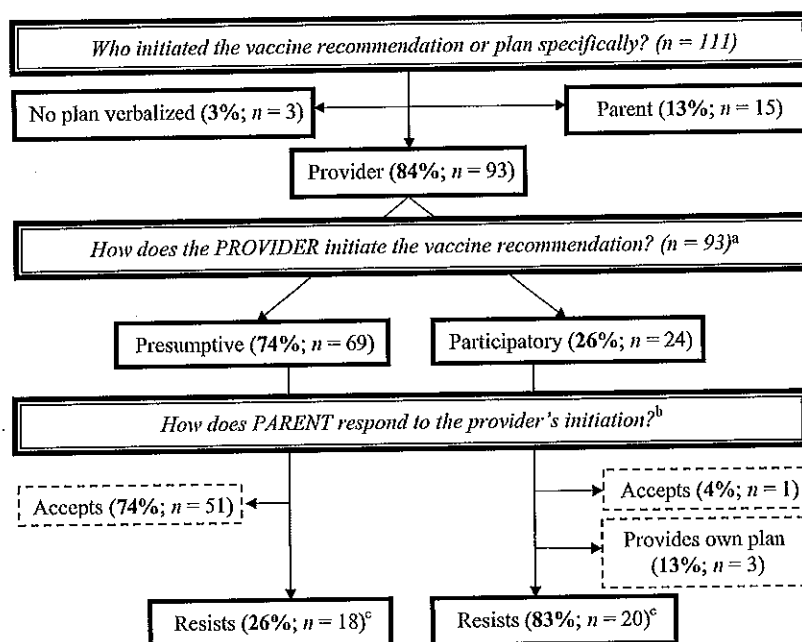 Who initiated the vaccine recommendation or plan specifically? (n = 111)
No plan verbalized (3%; n = 3)
Parent (13%; n = 15)
Provider (84%; n = 93)
How does the PROVIDER initiate the vaccine recommendation? (n = 93)ᵃ
Presumptive (74%; n = 69)
Participatory (26%; n = 24)
How does PARENT respond to the provider's initiation?ᵇ
Accepts (74%; n = 51)
Accepts (4%; n = 1)
Provides own plan
(13%; n = 3)
Resists (26%; n = 18)ᶜ
Resists (83%; n = 20)ᶜ